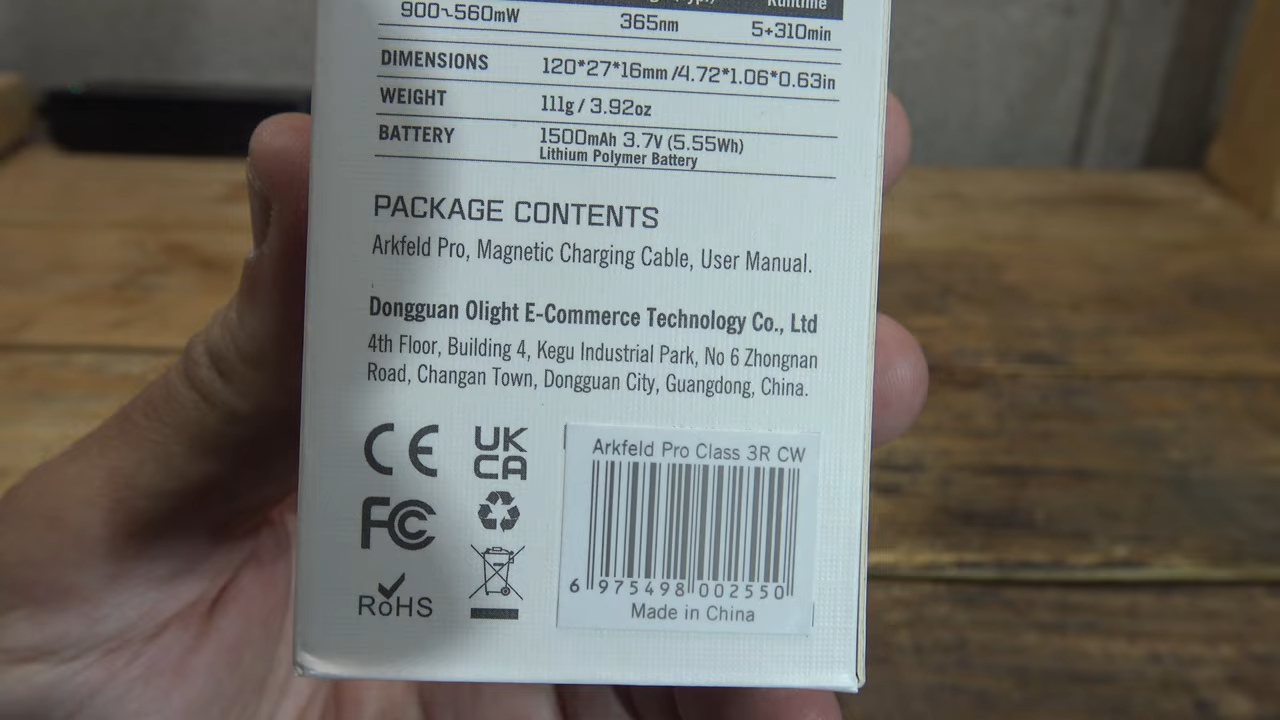 Runtime
900~560mW 365nm 5+310min
DIMENSIONS 120*27*16mm /4.72*1.06*0.63in
WEIGHT 111g / 3.92oz
BATTERY 1500mAh 3.7V (5.55Wh)
Lithium Polymer Battery
PACKAGE CONTENTS
Arkfeld Pro, Magnetic Charging Cable, User Manual.
Dongguan Olight E-Commerce Technology Co., Ltd
4th Floor, Building 4, Kegu Industrial Park, No 6 Zhongnan
Road, Changan Town, Dongguan City, Guangdong, China.
CE
UK
CA
FC
RoHS
Arkfeld Pro Class 3R CW
6 975498 002550
Made in China